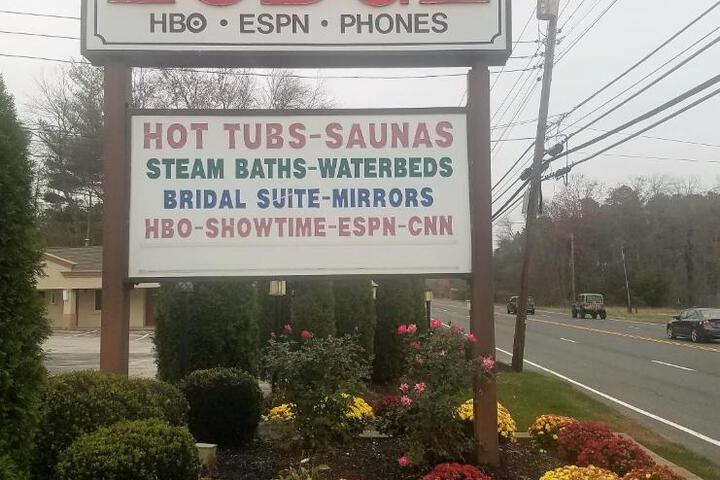 HBO • ESPN • PHONES
HOT TUBS-SAUNAS
STEAM BATHS-WATERBEDS
BRIDAL SUITE-MIRRORS
HBO-SHOWTIME-ESPN-CNN